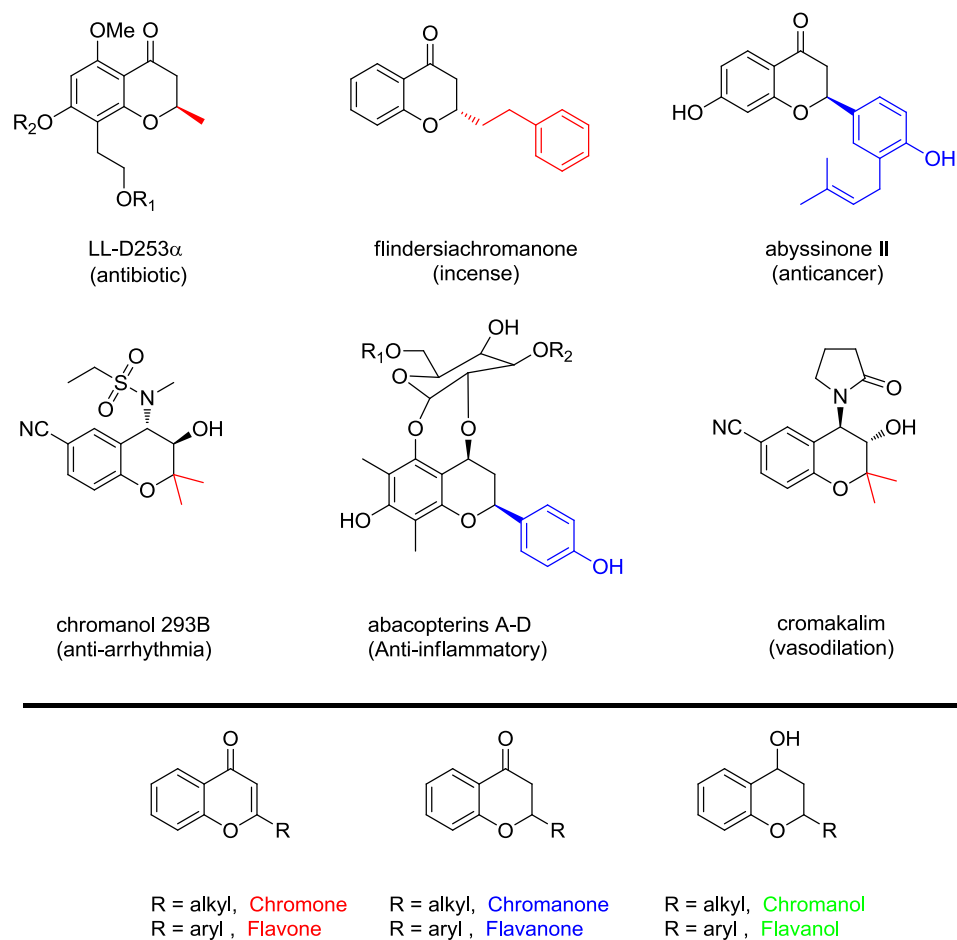 OMe
O
O
R2
OR1
O
O
O
HO
O
OH
LL-D253α
(antibiotic)
flindersiachromanone
(incense)
abyssinone II
(anticancer)
O
S
O
N
NC
OH
O
R1O
OH
OR2
O
O
O
HO
O
OH
N
O
NC
OH
O
chromanol 293B
(anti-arrhythmia)
abacopterins A-D
(Anti-inflammatory)
cromakalim
(vasodilation)
O
O
R
O
O
R
OH
O
R
R = alkyl, Chromone
R = aryl , Flavone
R = alkyl, Chromanone
R = aryl , Flavanone
R = alkyl, Chromanol
R = aryl , Flavanol